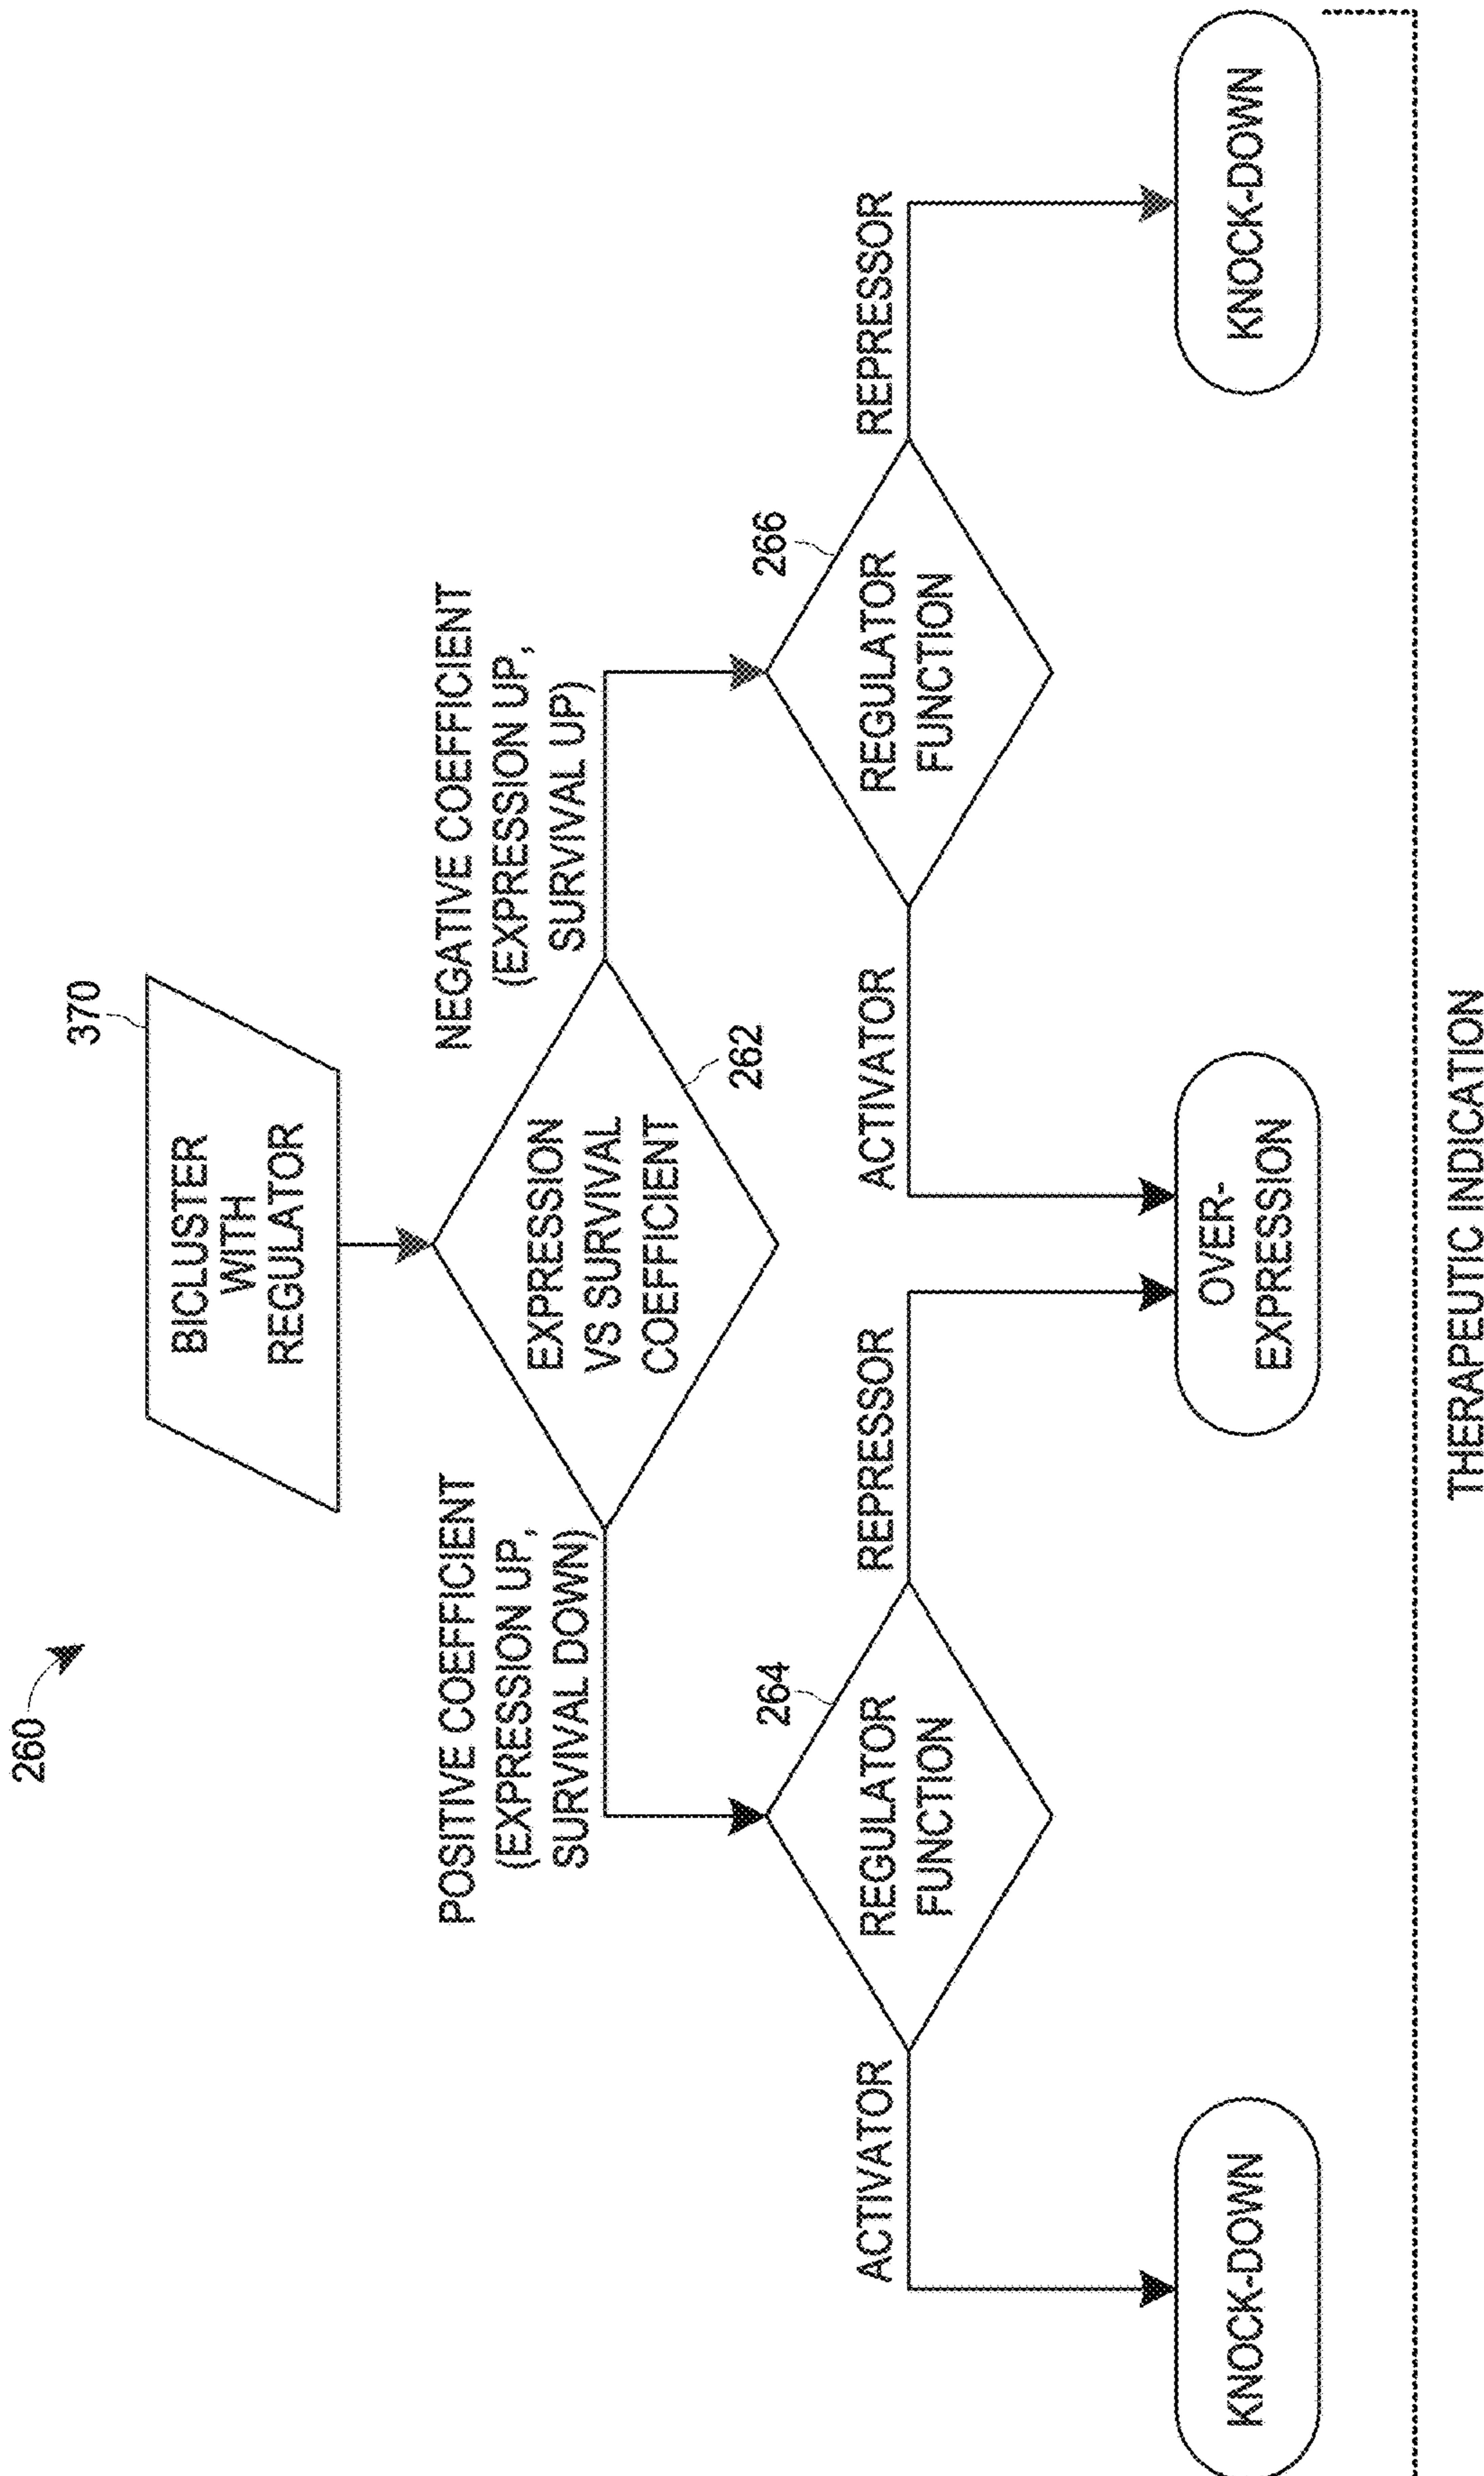 260
370
BICLUSTER
WITH
REGULATOR
POSITIVE COEFFICIENT
(EXPRESSION UP,
SURVIVAL DOWN)
EXPRESSION
VS SURVIVAL
COEFFICIENT
262
NEGATIVE COEFFICIENT
(EXPRESSION UP,
SURVIVAL UP)
ACTIVATOR
264
REGULATOR
FUNCTION
REPRESSOR
ACTIVATOR
266
REGULATOR
FUNCTION
REPRESSOR
KNOCK-DOWN
OVER-
EXPRESSION
KNOCK-DOWN
THERAPEUTIC INDICATION